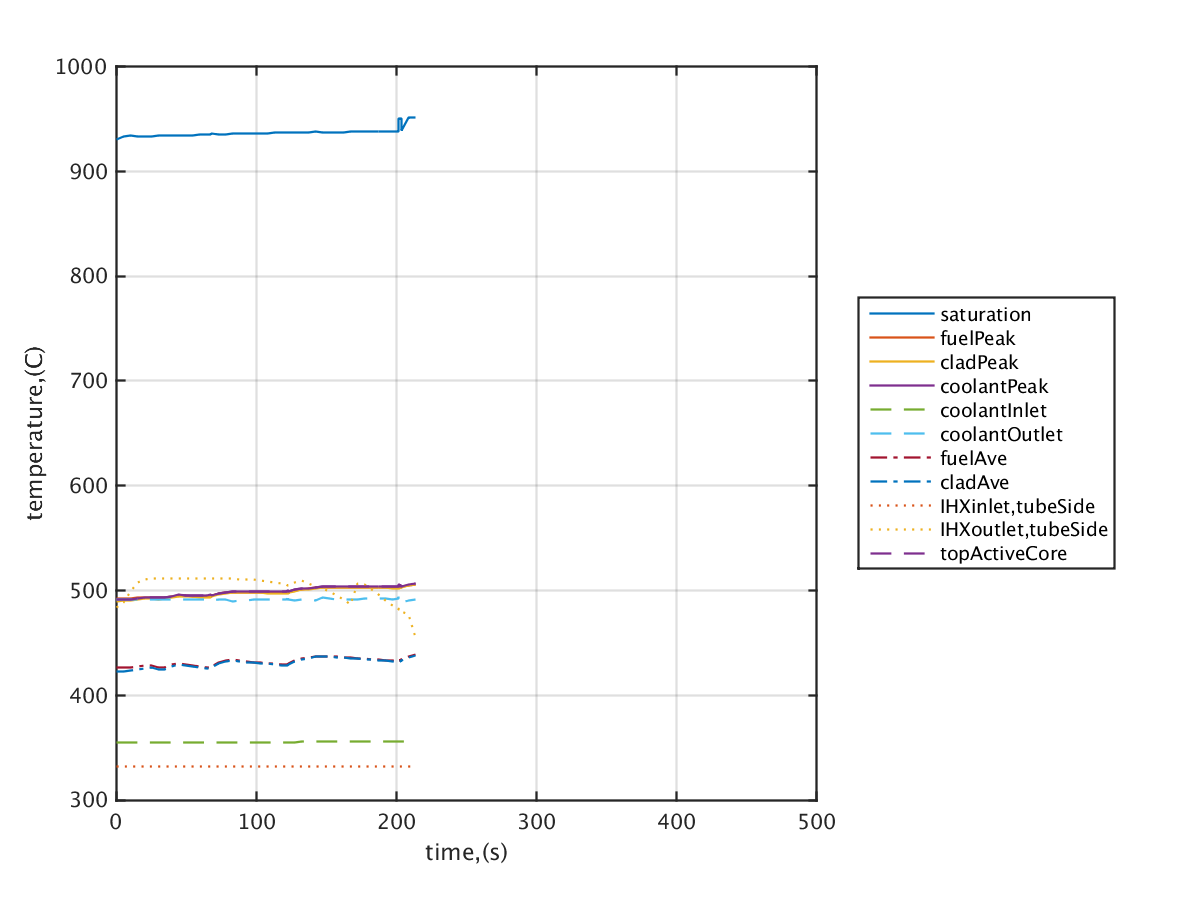 1000
900
800
700
600
500
400
300
temperature,(C)
0 100 200 300 400 500
time,(s)
saturation
fuelPeak
cladPeak
coolantPeak
coolantInlet
coolantOutlet
fuelAve
cladAve
IHXinlet,tubeSide
IHXoutlet,tubeSide
topActiveCore